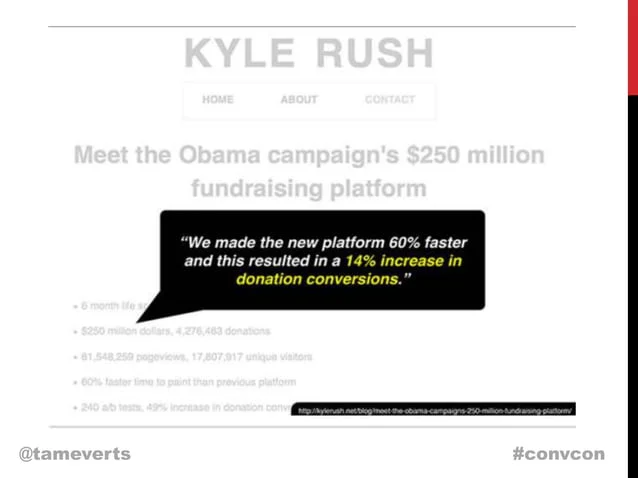 KYLE RUSH
HOME ABOUT CONTACT
Meet the Obama campaign's $250 million
fundraising platform
“We made the new platform 60% faster
and this resulted in a 14% increase in
donation conversions.”
• 6 month life
• $250 million dollars, 4,276,463 donations
• 81,548,259 pageviews, 17,807,917 unique visitors
• 60% faster time to paint than previous platform
• 240 a/b tests, 49% increase in donation
http://kylerush.net/blog/meet-the-obama-campaigns-250-million-fundraising-platform/
@tameverts #convcon